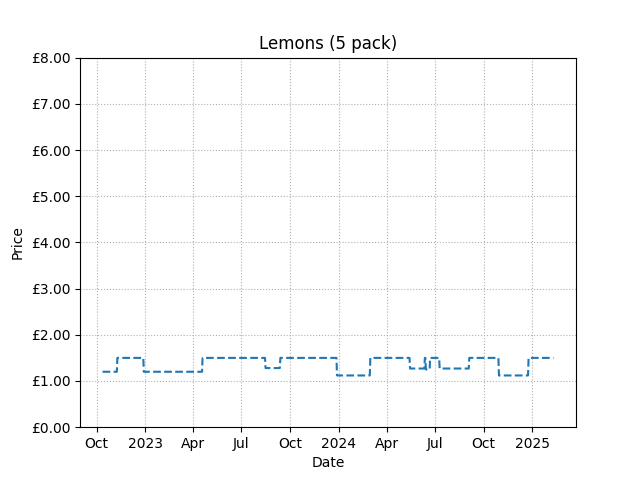 Lemons (5 pack)
£8.00
£7.00
£6.00
£5.00
£4.00
£3.00
£2.00
£1.00
£0.00
Price
Oct 2023 Apr Jul Oct 2024 Apr Jul Oct 2025
Date